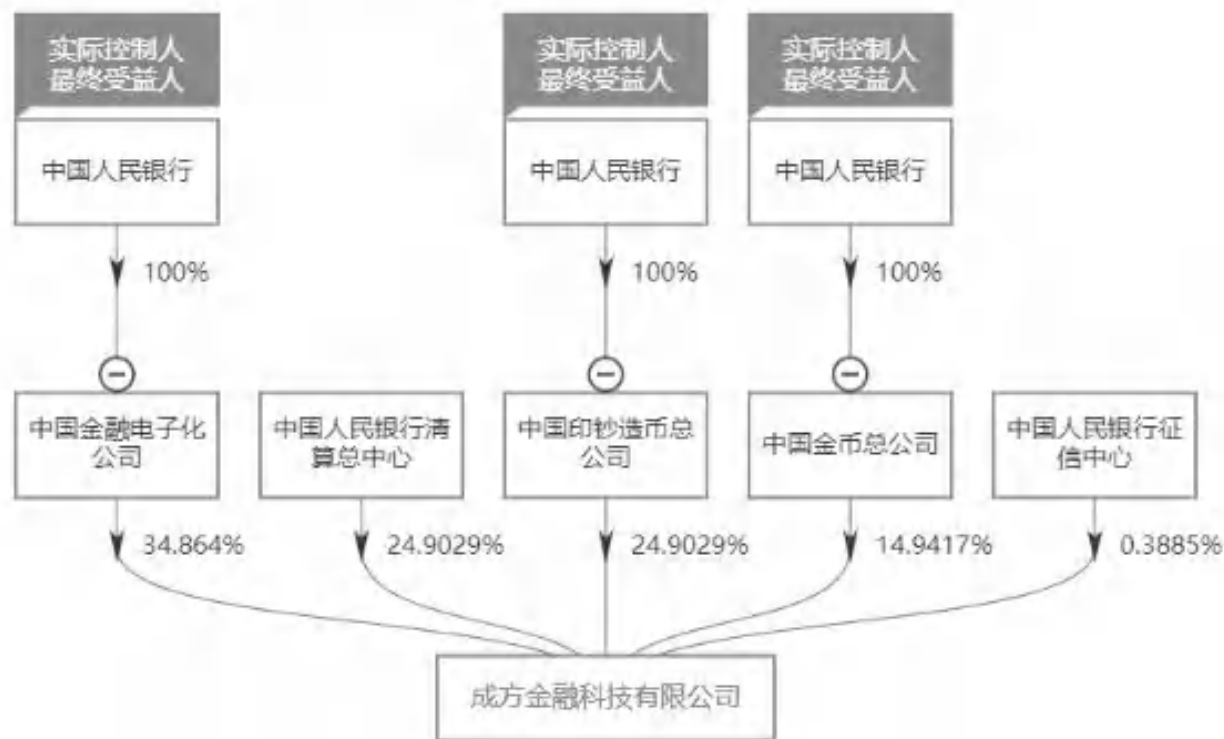 实际控制人
最终受益人
实际控制人
最终受益人
实际控制人
最终受益人
中国人民银行
中国人民银行
中国人民银行
100%
100%
100%
中国金融电子化
公司
中国人民银行清
算总中心
中国印钞造币总
公司
中国金币总公司
中国人民银行征
信中心
34.864%
24.9029%
24.9029%
14.9417%
0.3885%
成方金融科技有限公司